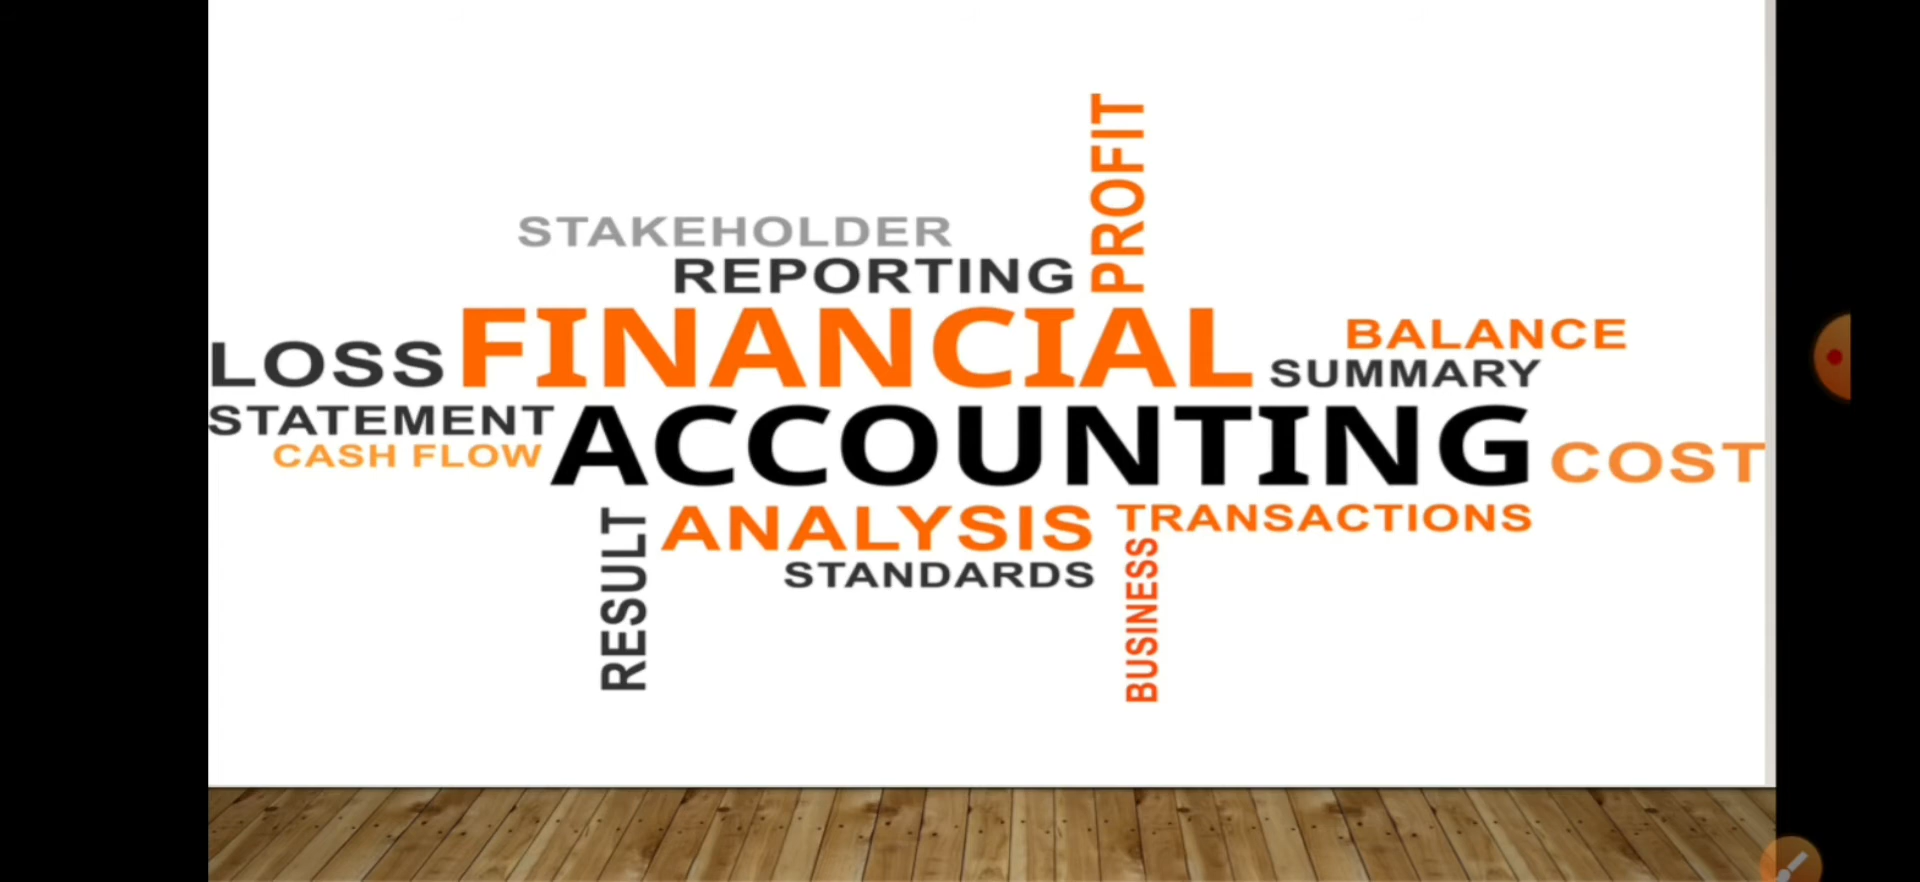 PROFIT
STAKEHOLDER
REPORTING
FINANCIAL
LOSS
BALANCE
SUMMARY
STATEMENT
ACCOUNTING
CASH FLOW
COST
RESULT
ANALYSIS
TRANSACTIONS
STANDARDS
BUSINESS